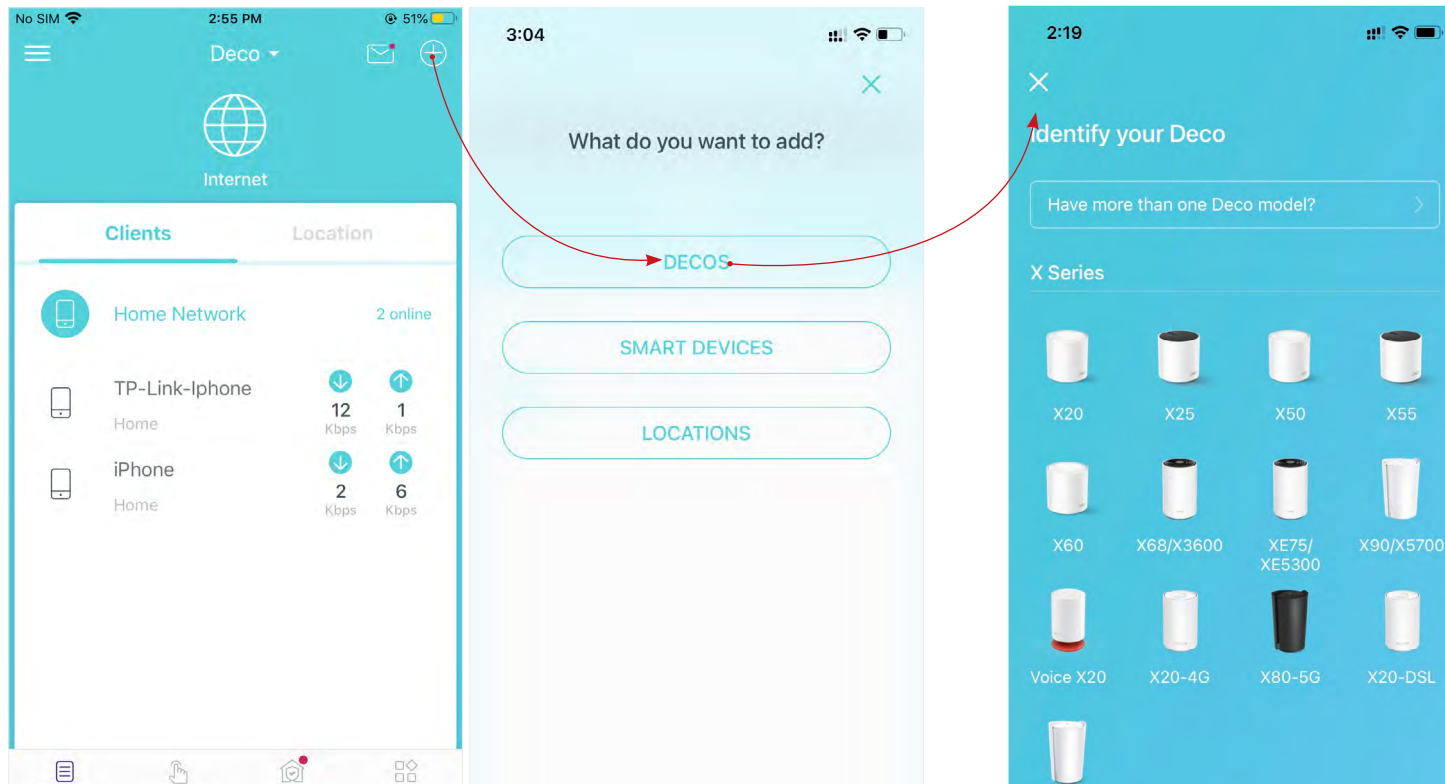 No SIM 2:55 PM 51%
Deco
Internet
Clients Location
Home Network 2 online
TP-Link-Iphone
Home
12 1
Kbps Kbps
iPhone
Home
2 6
Kbps Kbps
3:04
What do you want to add?
DECOS
SMART DEVICES
LOCATIONS
2:19
Identify your Deco
Have more than one Deco model?
X Series
X20 X25 X50 X55
X60 X68/X3600 XE75/ X90/X5700
XE5300
Voice X20 X20-4G X80-5G X20-DSL